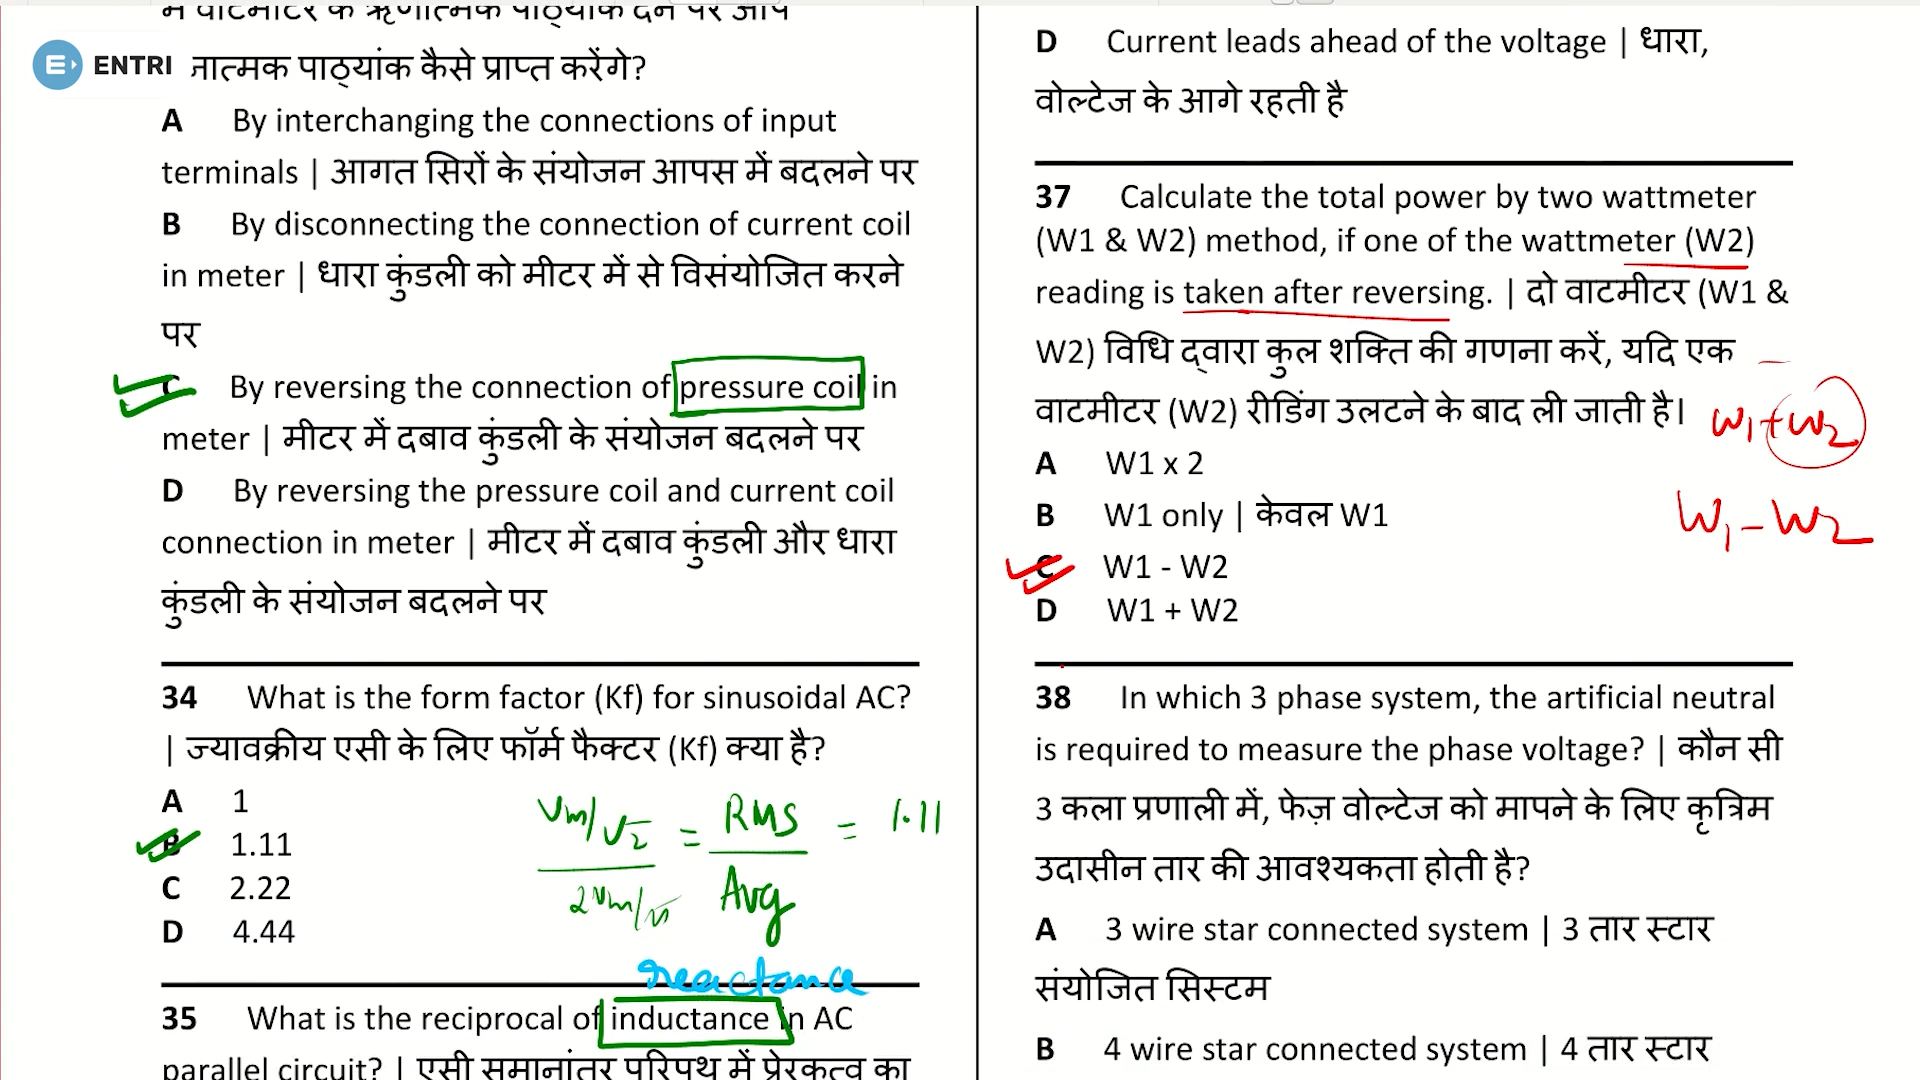 में वाटमीटर के ऋणात्मक पाठ्यांक देने पर आप
ENTRI
नात्मक पाठ्यांक कैसे प्राप्त करेंगे?
A By interchanging the connections of input
terminals | आगत सिरों के संयोजन आपस में बदलने पर
B By disconnecting the connection of current coil
in meter | धारा कुंडली को मीटर में से विसंयोजित करने
पर
C By reversing the connection of pressure coil in
meter | मीटर में दबाव कुंडली के संयोजन बदलने पर
D By reversing the pressure coil and current coil
connection in meter | मीटर में दबाव कुंडली और धारा
कुंडली के संयोजन बदलने पर
34 What is the form factor (Kf) for sinusoidal AC?
| ज्यावक्रीय एसी के लिए फॉर्म फैक्टर (Kf) क्या है?
A 1
B 1.11
C 2.22
D 4.44
Vm/√2 = RMS = 1.11
2Vm/π Avg
reactance
35 What is the reciprocal of inductance in AC
parallel circuit? | एसी समानांतर परिपथ में प्रेरकत्व का
D Current leads ahead of the voltage | धारा,
वोल्टेज के आगे रहती है
37 Calculate the total power by two wattmeter
(W1 & W2) method, if one of the wattmeter (W2)
reading is taken after reversing. | दो वाटमीटर (W1 &
W2) विधि द्वारा कुल शक्ति की गणना करें, यदि एक
वाटमीटर (W2) रीडिंग उलटने के बाद ली जाती है।
W1+W2
A W1 x 2
B W1 only | केवल W1
W1-W2
C W1 - W2
D W1 + W2
38 In which 3 phase system, the artificial neutral
is required to measure the phase voltage? | कौन सी
3 कला प्रणाली में, फेज़ वोल्टेज को मापने के लिए कृत्रिम
उदासीन तार की आवश्यकता होती है?
A 3 wire star connected system | 3 तार स्टार
संयोजित सिस्टम
B 4 wire star connected system | 4 तार स्टार